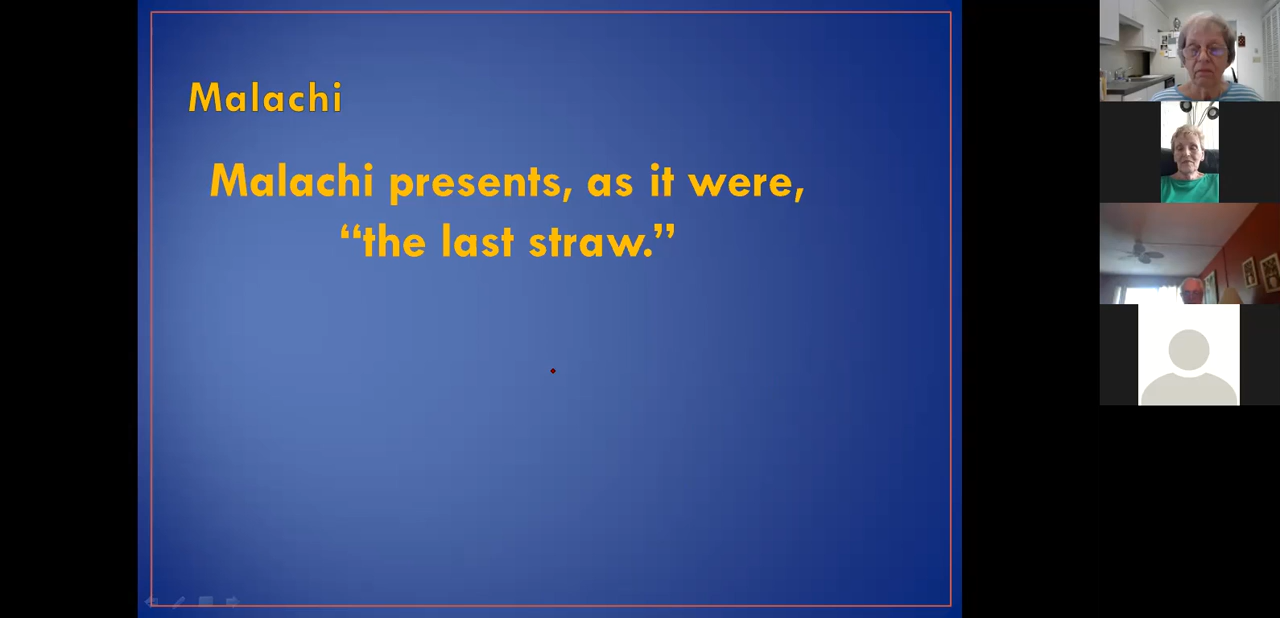 Malachi
Malachi presents, as it were,
“the last straw.”